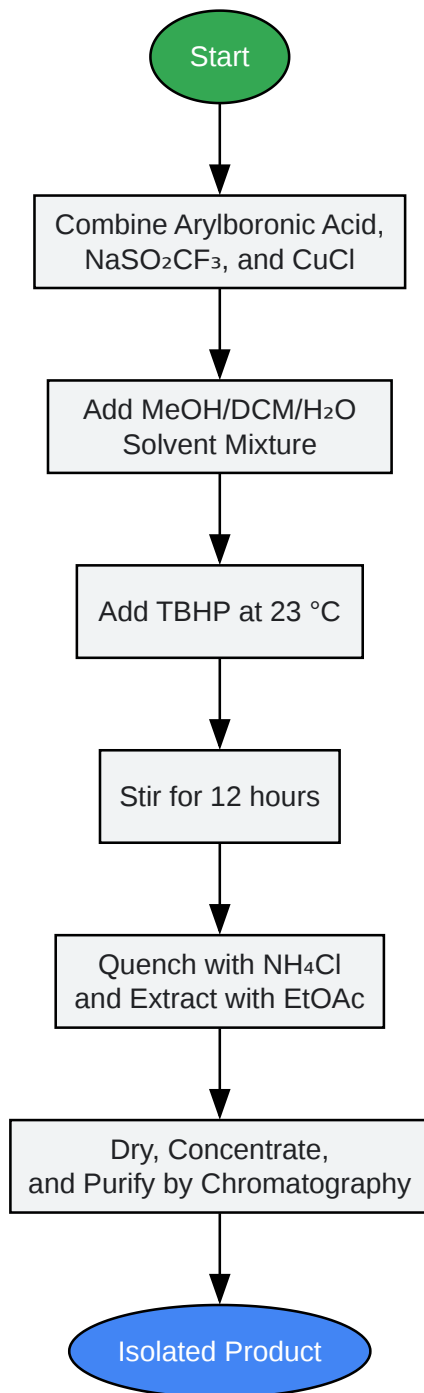 Start
Combine Arylboronic Acid,
NaSO₂CF₃, and CuCl
Add MeOH/DCM/H₂O
Solvent Mixture
Add TBHP at 23 °C
Stir for 12 hours
Quench with NH₄Cl
and Extract with EtOAc
Dry, Concentrate,
and Purify by Chromatography
Isolated Product